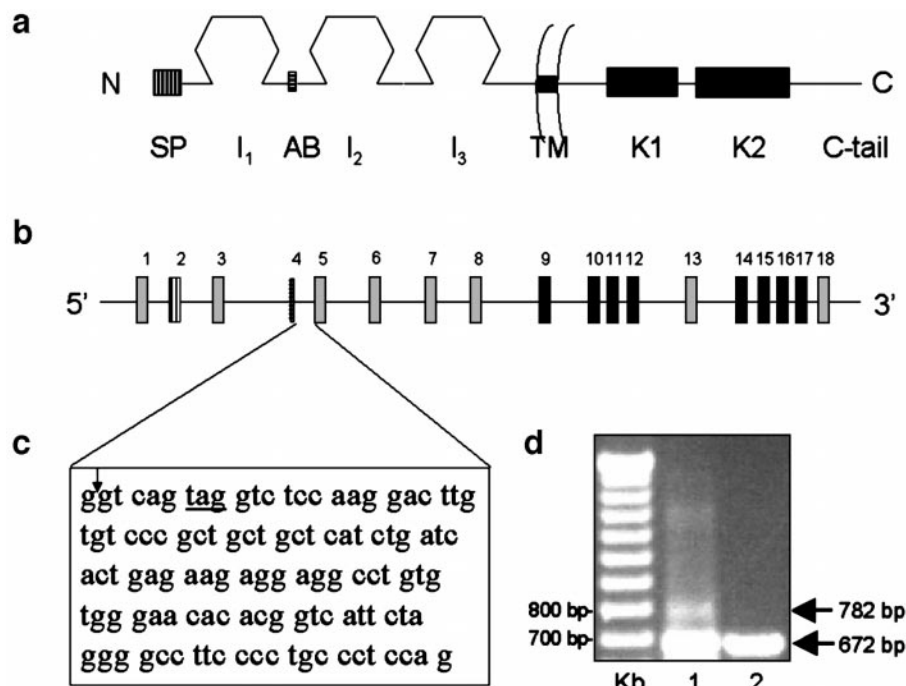 a
N C
SP I1 AB I2 I3 TM K1 K2 C-tail
b
1 2 3 4 5 6 7 8 9 10 11 12 13 14 15 16 17 18
5’ 3’
c
ggt cag tag gtc tcc aag gac ttg
tgt ccc gct gct gct cat ctg atc
act gag aag agg agg cct gtg
tgg gaa cac acg gtc att cta
ggg gcc ttc ccc tgc cct cca g
d
800 bp- 782 bp
700 bp- 672 bp
Kb 1 2